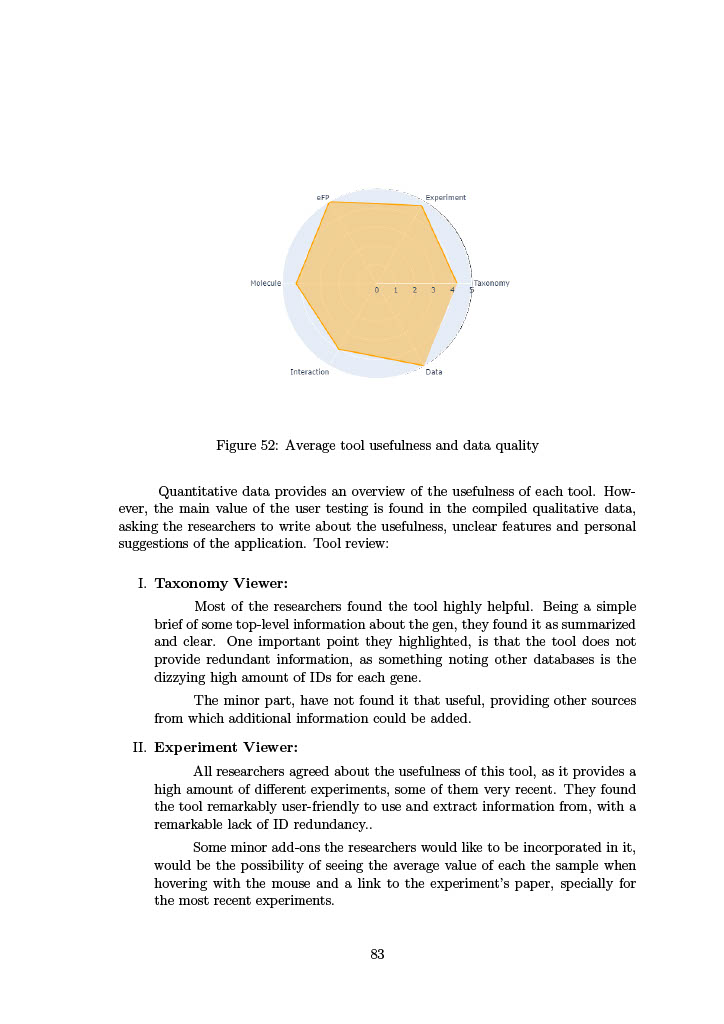 eFP
Experiment
Molecule
0 1 2 3 4 5
Taxonomy
Interaction
Data
Figure 52: Average tool usefulness and data quality
Quantitative data provides an overview of the usefulness of each tool. How-
ever, the main value of the user testing is found in the compiled qualitative data,
asking the researchers to write about the usefulness, unclear features and personal
suggestions of the application. Tool review:
I. Taxonomy Viewer:
Most of the researchers found the tool highly helpful. Being a simple
brief of some top-level information about the gen, they found it as summarized
and clear. One important point they highlighted, is that the tool does not
provide redundant information, as something noting other databases is the
dizzying high amount of IDs for each gene.
The minor part, have not found it that useful, providing other sources
from which additional information could be added.
II. Experiment Viewer:
All researchers agreed about the usefulness of this tool, as it provides a
high amount of different experiments, some of them very recent. They found
the tool remarkably user-friendly to use and extract information from, with a
remarkable lack of ID redundancy..
Some minor add-ons the researchers would like to be incorporated in it,
would be the possibility of seeing the average value of each the sample when
hovering with the mouse and a link to the experiment's paper, specially for
the most recent experiments.
83